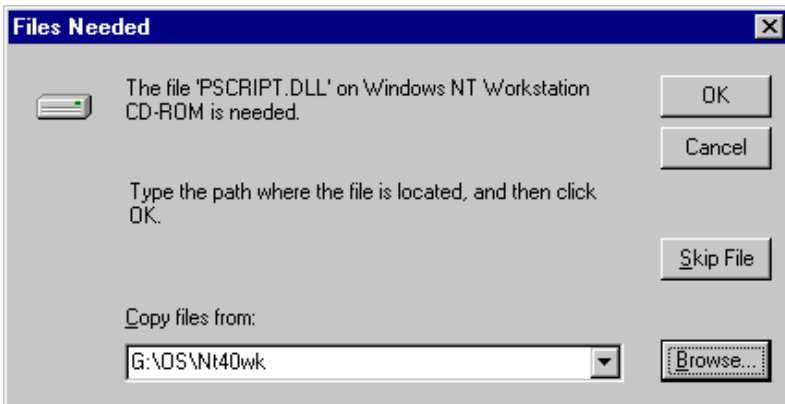 Files Needed
The file 'PSCRIPT.DLL' on Windows NT Workstation
CD-ROM is needed.
OK
Cancel
Type the path where the file is located, and then click
OK.
Skip File
Copy files from:
G:\OS\Nt40wk
Browse...